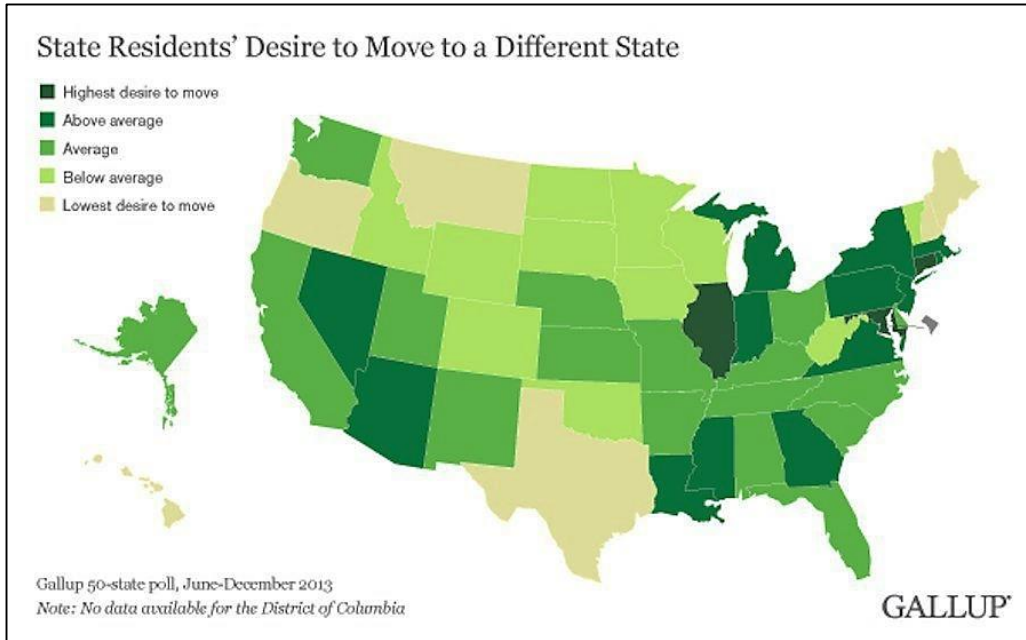 State Residents’ Desire to Move to a Different State
Highest desire to move
Above average
Average
Below average
Lowest desire to move
Gallup 50-state poll, June-December 2013
Note: No data available for the District of Columbia
GALLUP®